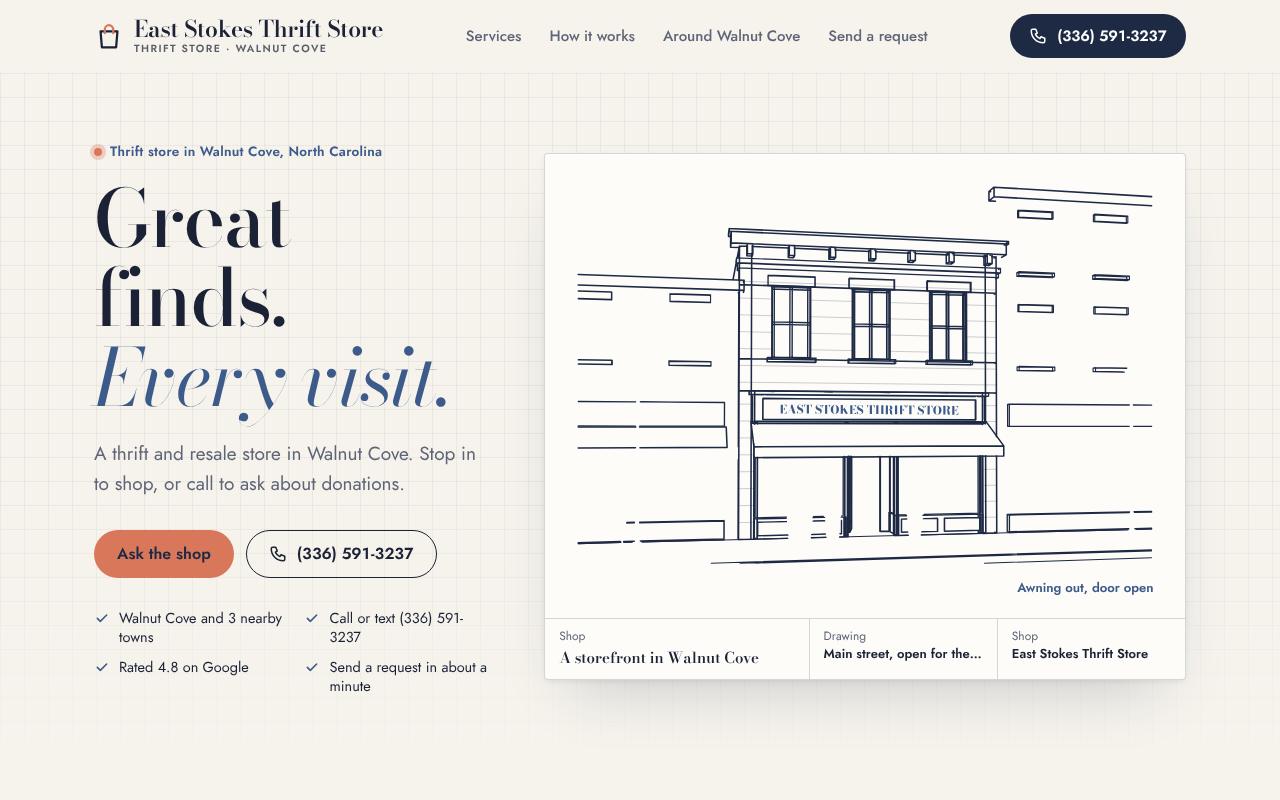 East Stokes Thrift Store
THRIFT STORE · WALNUT COVE
Services
How it works
Around Walnut Cove
Send a request
(336) 591-3237
Thrift store in Walnut Cove, North Carolina
Great
finds.
Every visit.
A thrift and resale store in Walnut Cove. Stop in
to shop, or call to ask about donations.
Ask the shop
(336) 591-3237
Walnut Cove and 3 nearby
towns
Call or text (336) 591-
3237
Rated 4.8 on Google
Send a request in about a
minute
EAST STOKES THRIFT STORE
Awning out, door open
Shop
A storefront in Walnut Cove
Drawing
Main street, open for the...
Shop
East Stokes Thrift Store